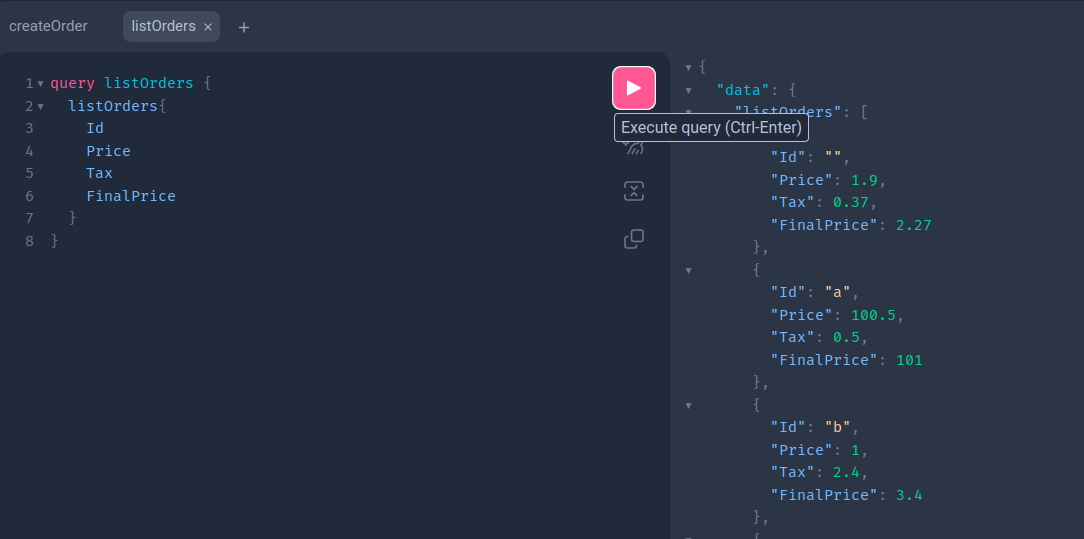 createOrder
listOrders × +
1 query listOrders {
2 listOrders{
3 Id
4 Price
5 Tax
6 FinalPrice
7 }
8 }
Execute query (Ctrl-Enter)
{
"data": {
"listOrders": [
"Id": "",
"Price": 1.9,
"Tax": 0.37,
"FinalPrice": 2.27
},
{
"Id": "a",
"Price": 100.5,
"Tax": 0.5,
"FinalPrice": 101
},
{
"Id": "b",
"Price": 1,
"Tax": 2.4,
"FinalPrice": 3.4
},
{